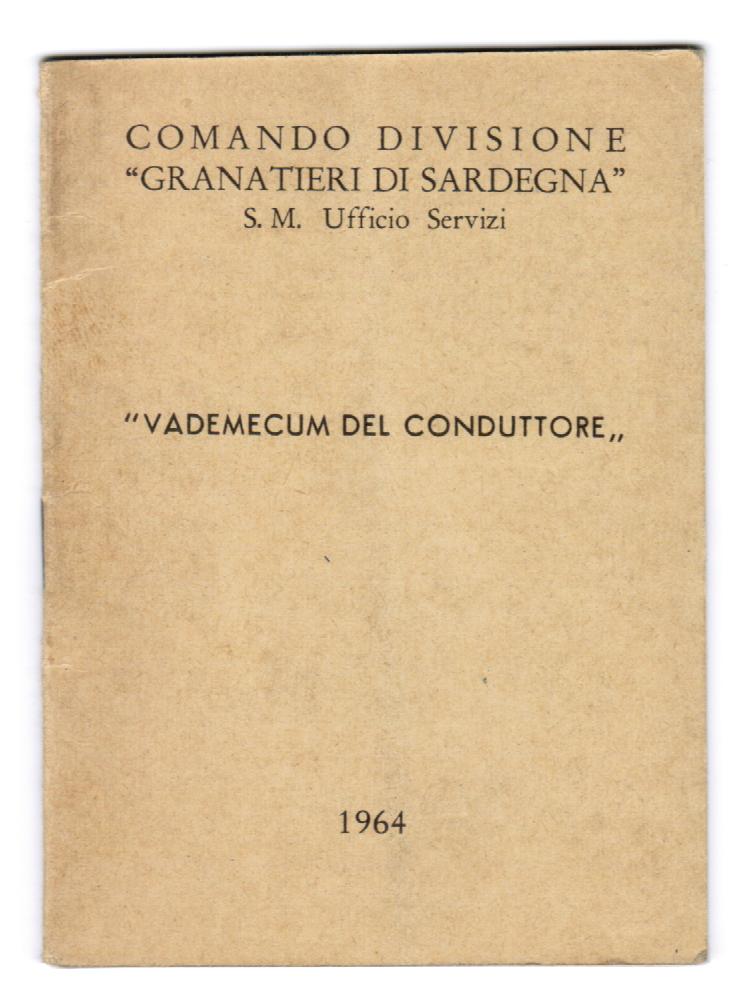 COMANDO DIVISIONE
“GRANATIERI DI SARDEGNA”
S. M. Ufficio Servizi
"VADEMECUM DEL CONDUTTORE„
1964